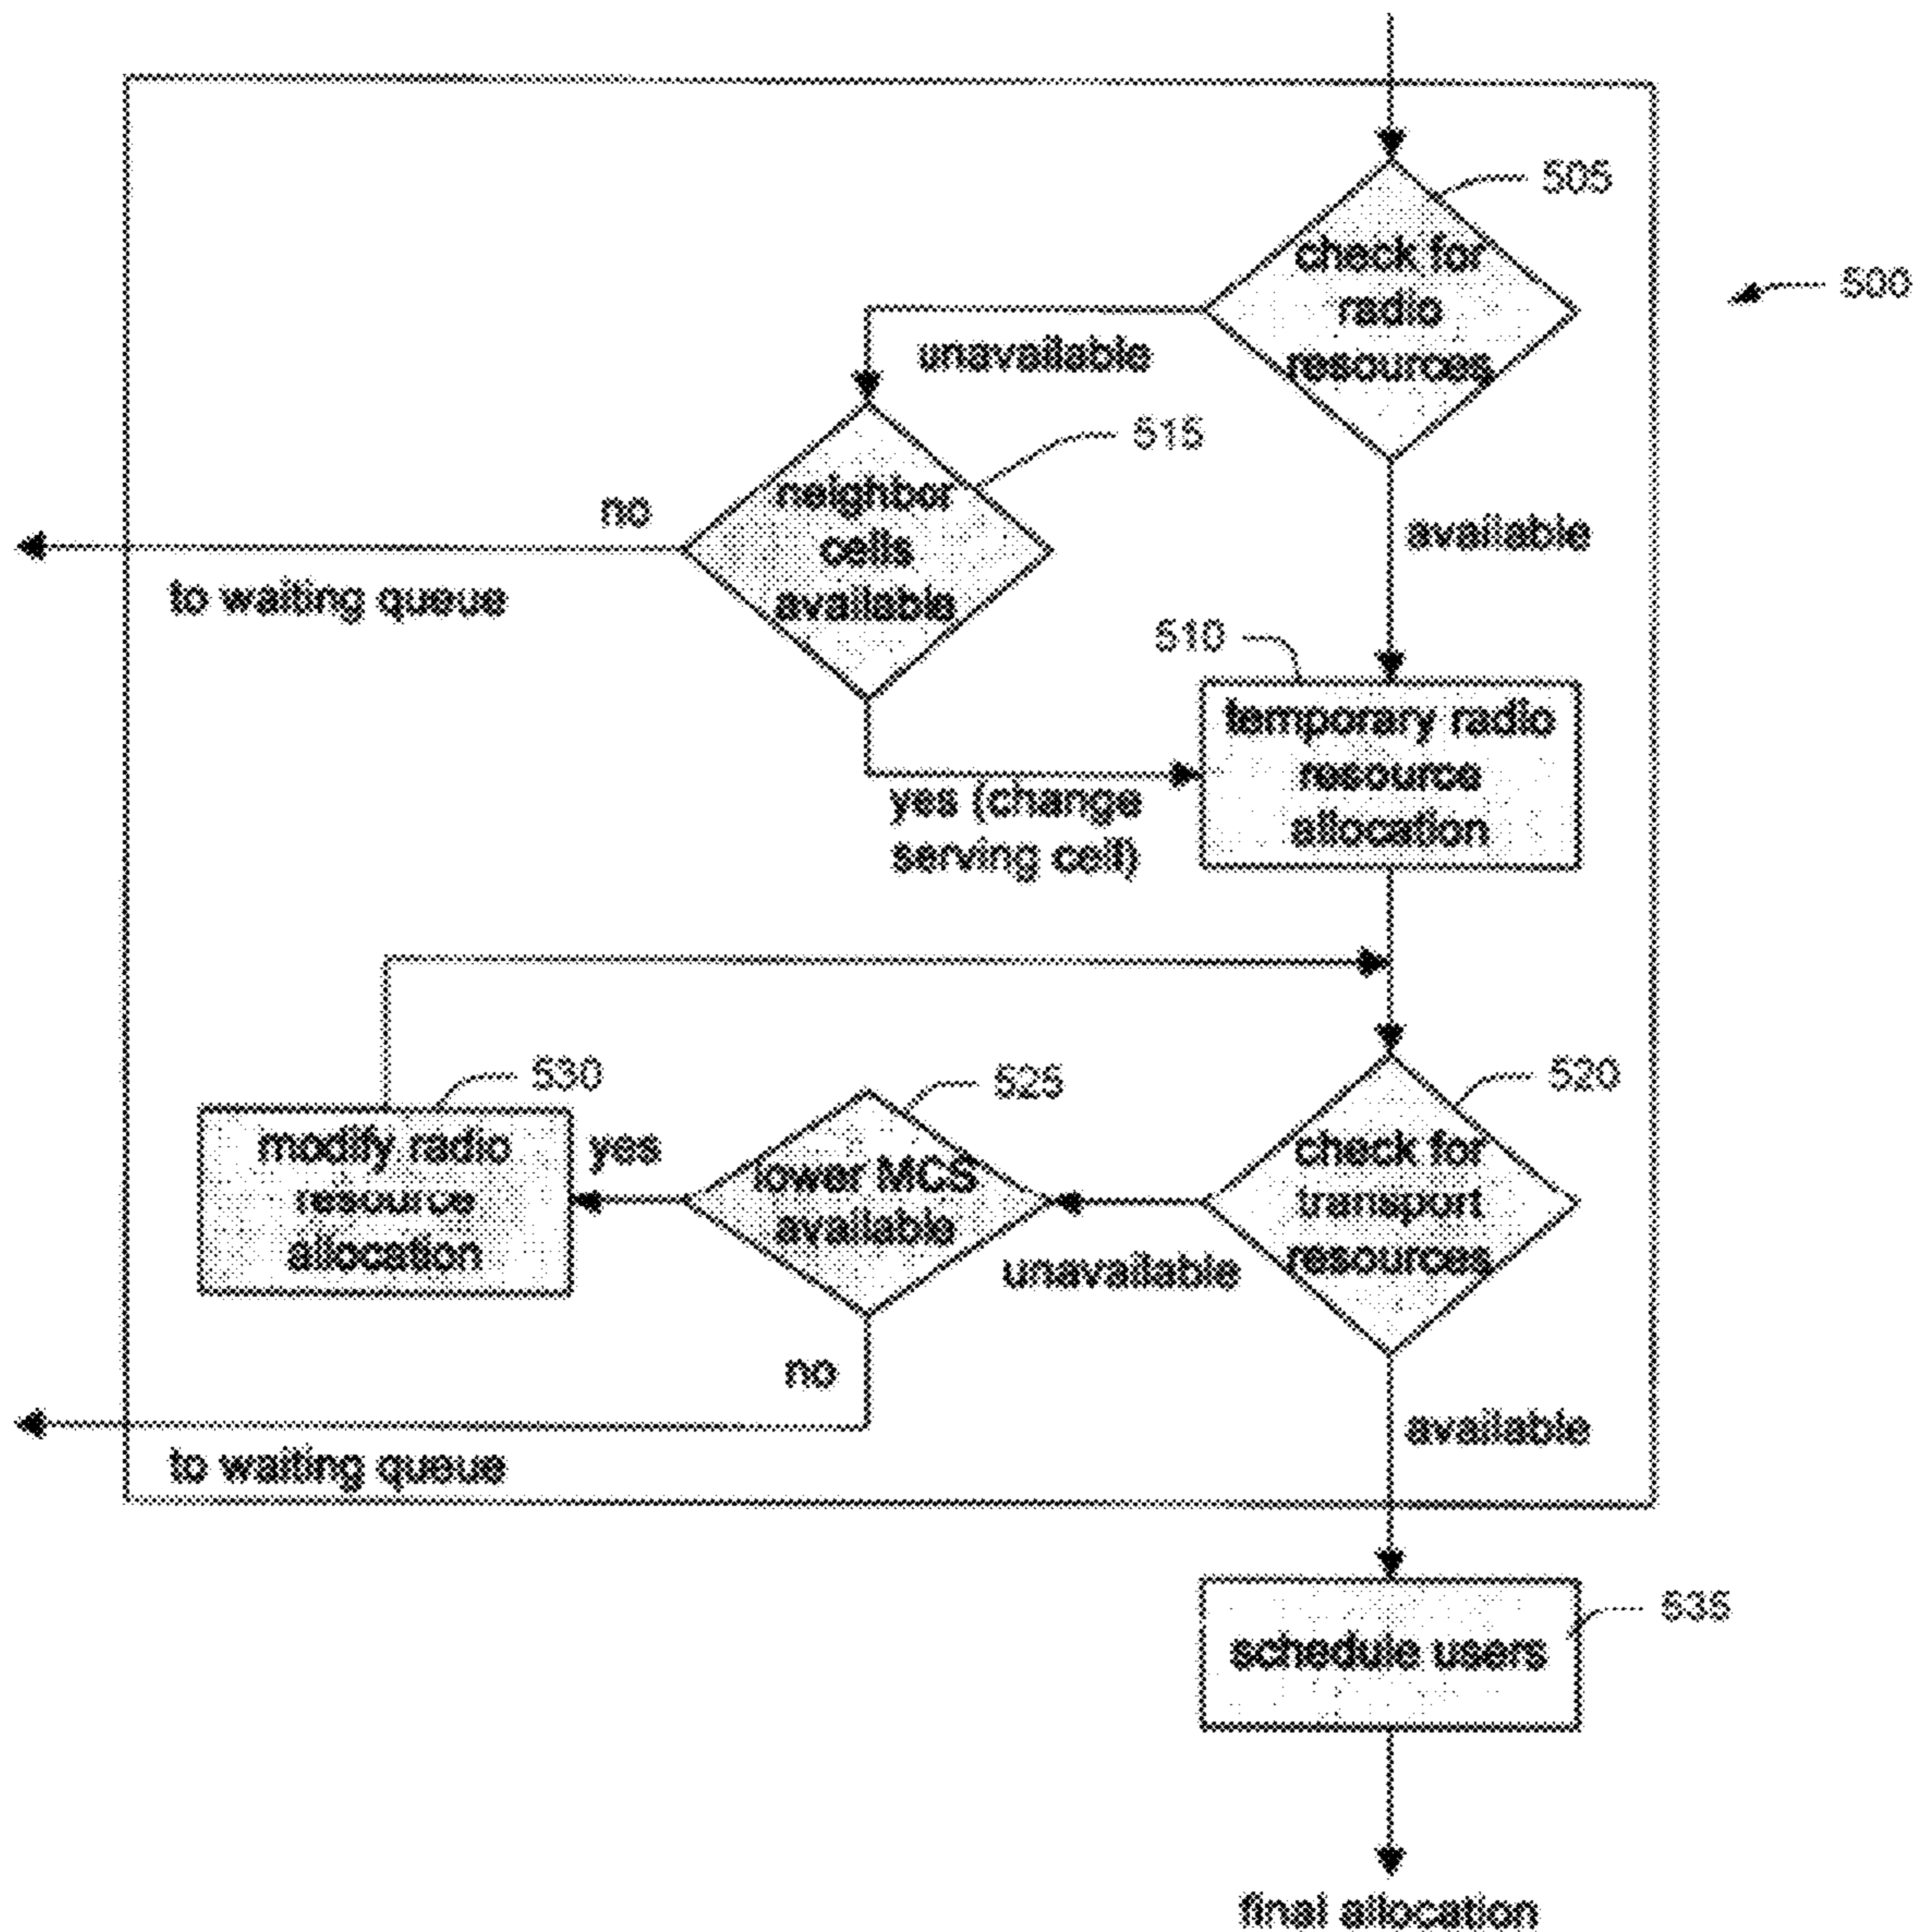 505
check for
radio
resources
500
unavailable
515
neighbor
cells
available
no
to waiting queue
available
510
temporary radio
resource
allocation
yes (change
serving cell)
530
modify radio
resource
allocation
yes
525
lower MCS
available
520
check for
transport
resources
unavailable
no
to waiting queue
available
535
schedule users
final allocation